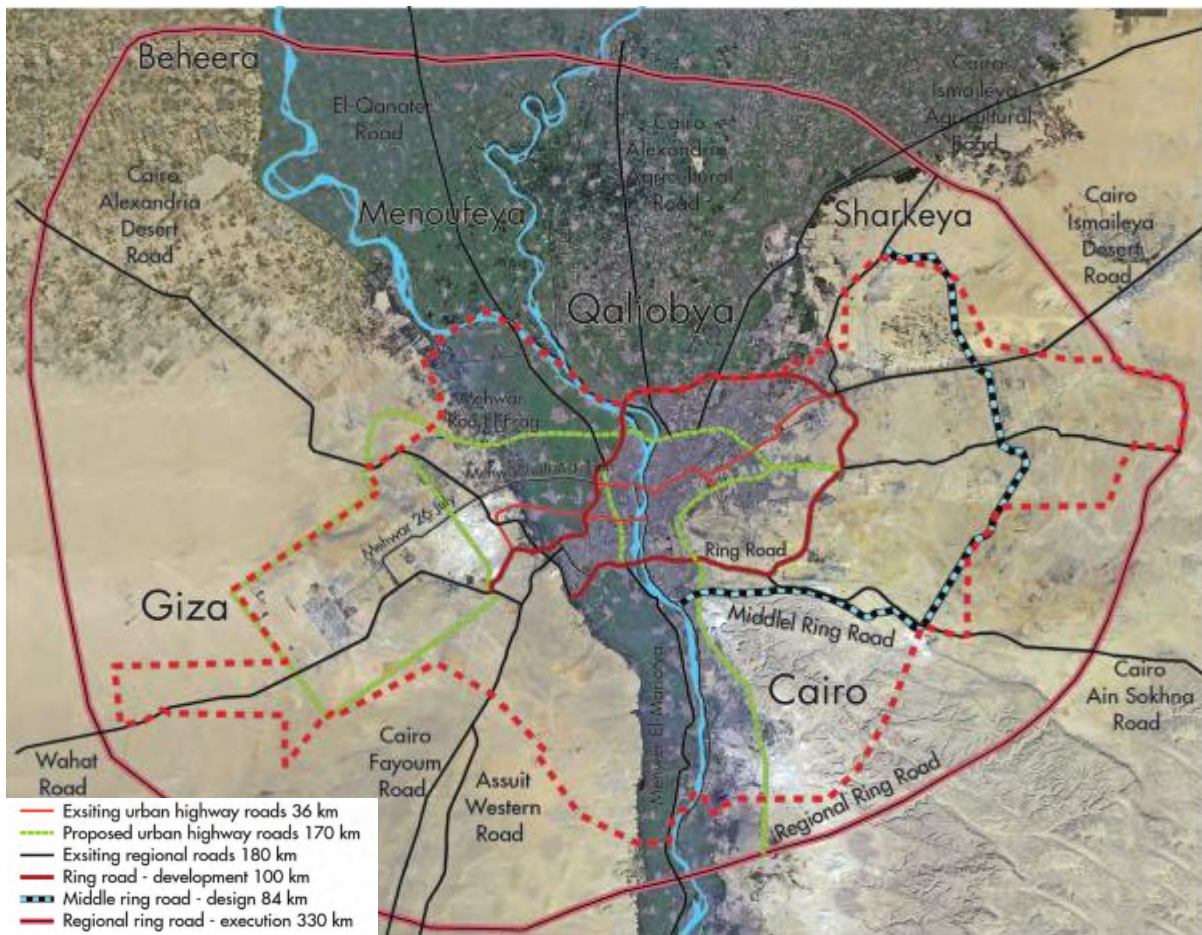 Beheera
El-Qanater
Road
Cairo
Ismaileya
Agricultural
Road
Cairo
Alexandria
Agricultural
Road
Cairo
Alexandria
Desert
Road
Menoufeya
Sharkeya
Cairo
Ismaileya
Desert
Road
Qaliobya
Mehwar
Rod El Farag
Mehwar
Mehwar 26 July
Ring Road
Giza
Middlel Ring Road
Cairo
Cairo
Ain Sokhna
Road
Mehwer El Mariooya
Wahat
Road
Cairo
Fayoum
Road
Assuit
Western
Road
Regional Ring Road
Exsiting urban highway roads 36 km
Proposed urban highway roads 170 km
Exsiting regional roads 180 km
Ring road - development 100 km
Middle ring road - design 84 km
Regional ring road - execution 330 km